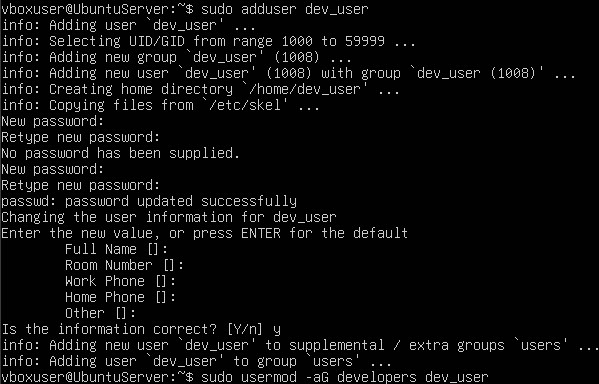 vboxuser@UbuntuServer:~$ sudo adduser dev_user
info: Adding user `dev_user' ...
info: Selecting UID/GID from range 1000 to 59999 ...
info: Adding new group `dev_user' (1008) ...
info: Adding new user `dev_user' (1008) with group `dev_user (1008)' ...
info: Creating home directory `/home/dev_user' ...
info: Copying files from `/etc/skel' ...
New password:
Retype new password:
No password has been supplied.
New password:
Retype new password:
passwd: password updated successfully
Changing the user information for dev_user
Enter the new value, or press ENTER for the default
        Full Name []:
        Room Number []:
        Work Phone []:
        Home Phone []:
        Other []:
Is the information correct? [Y/n] y
info: Adding new user `dev_user' to supplemental / extra groups `users' ...
info: Adding user `dev_user' to group `users' ...
vboxuser@UbuntuServer:~$ sudo usermod -aG developers dev_user